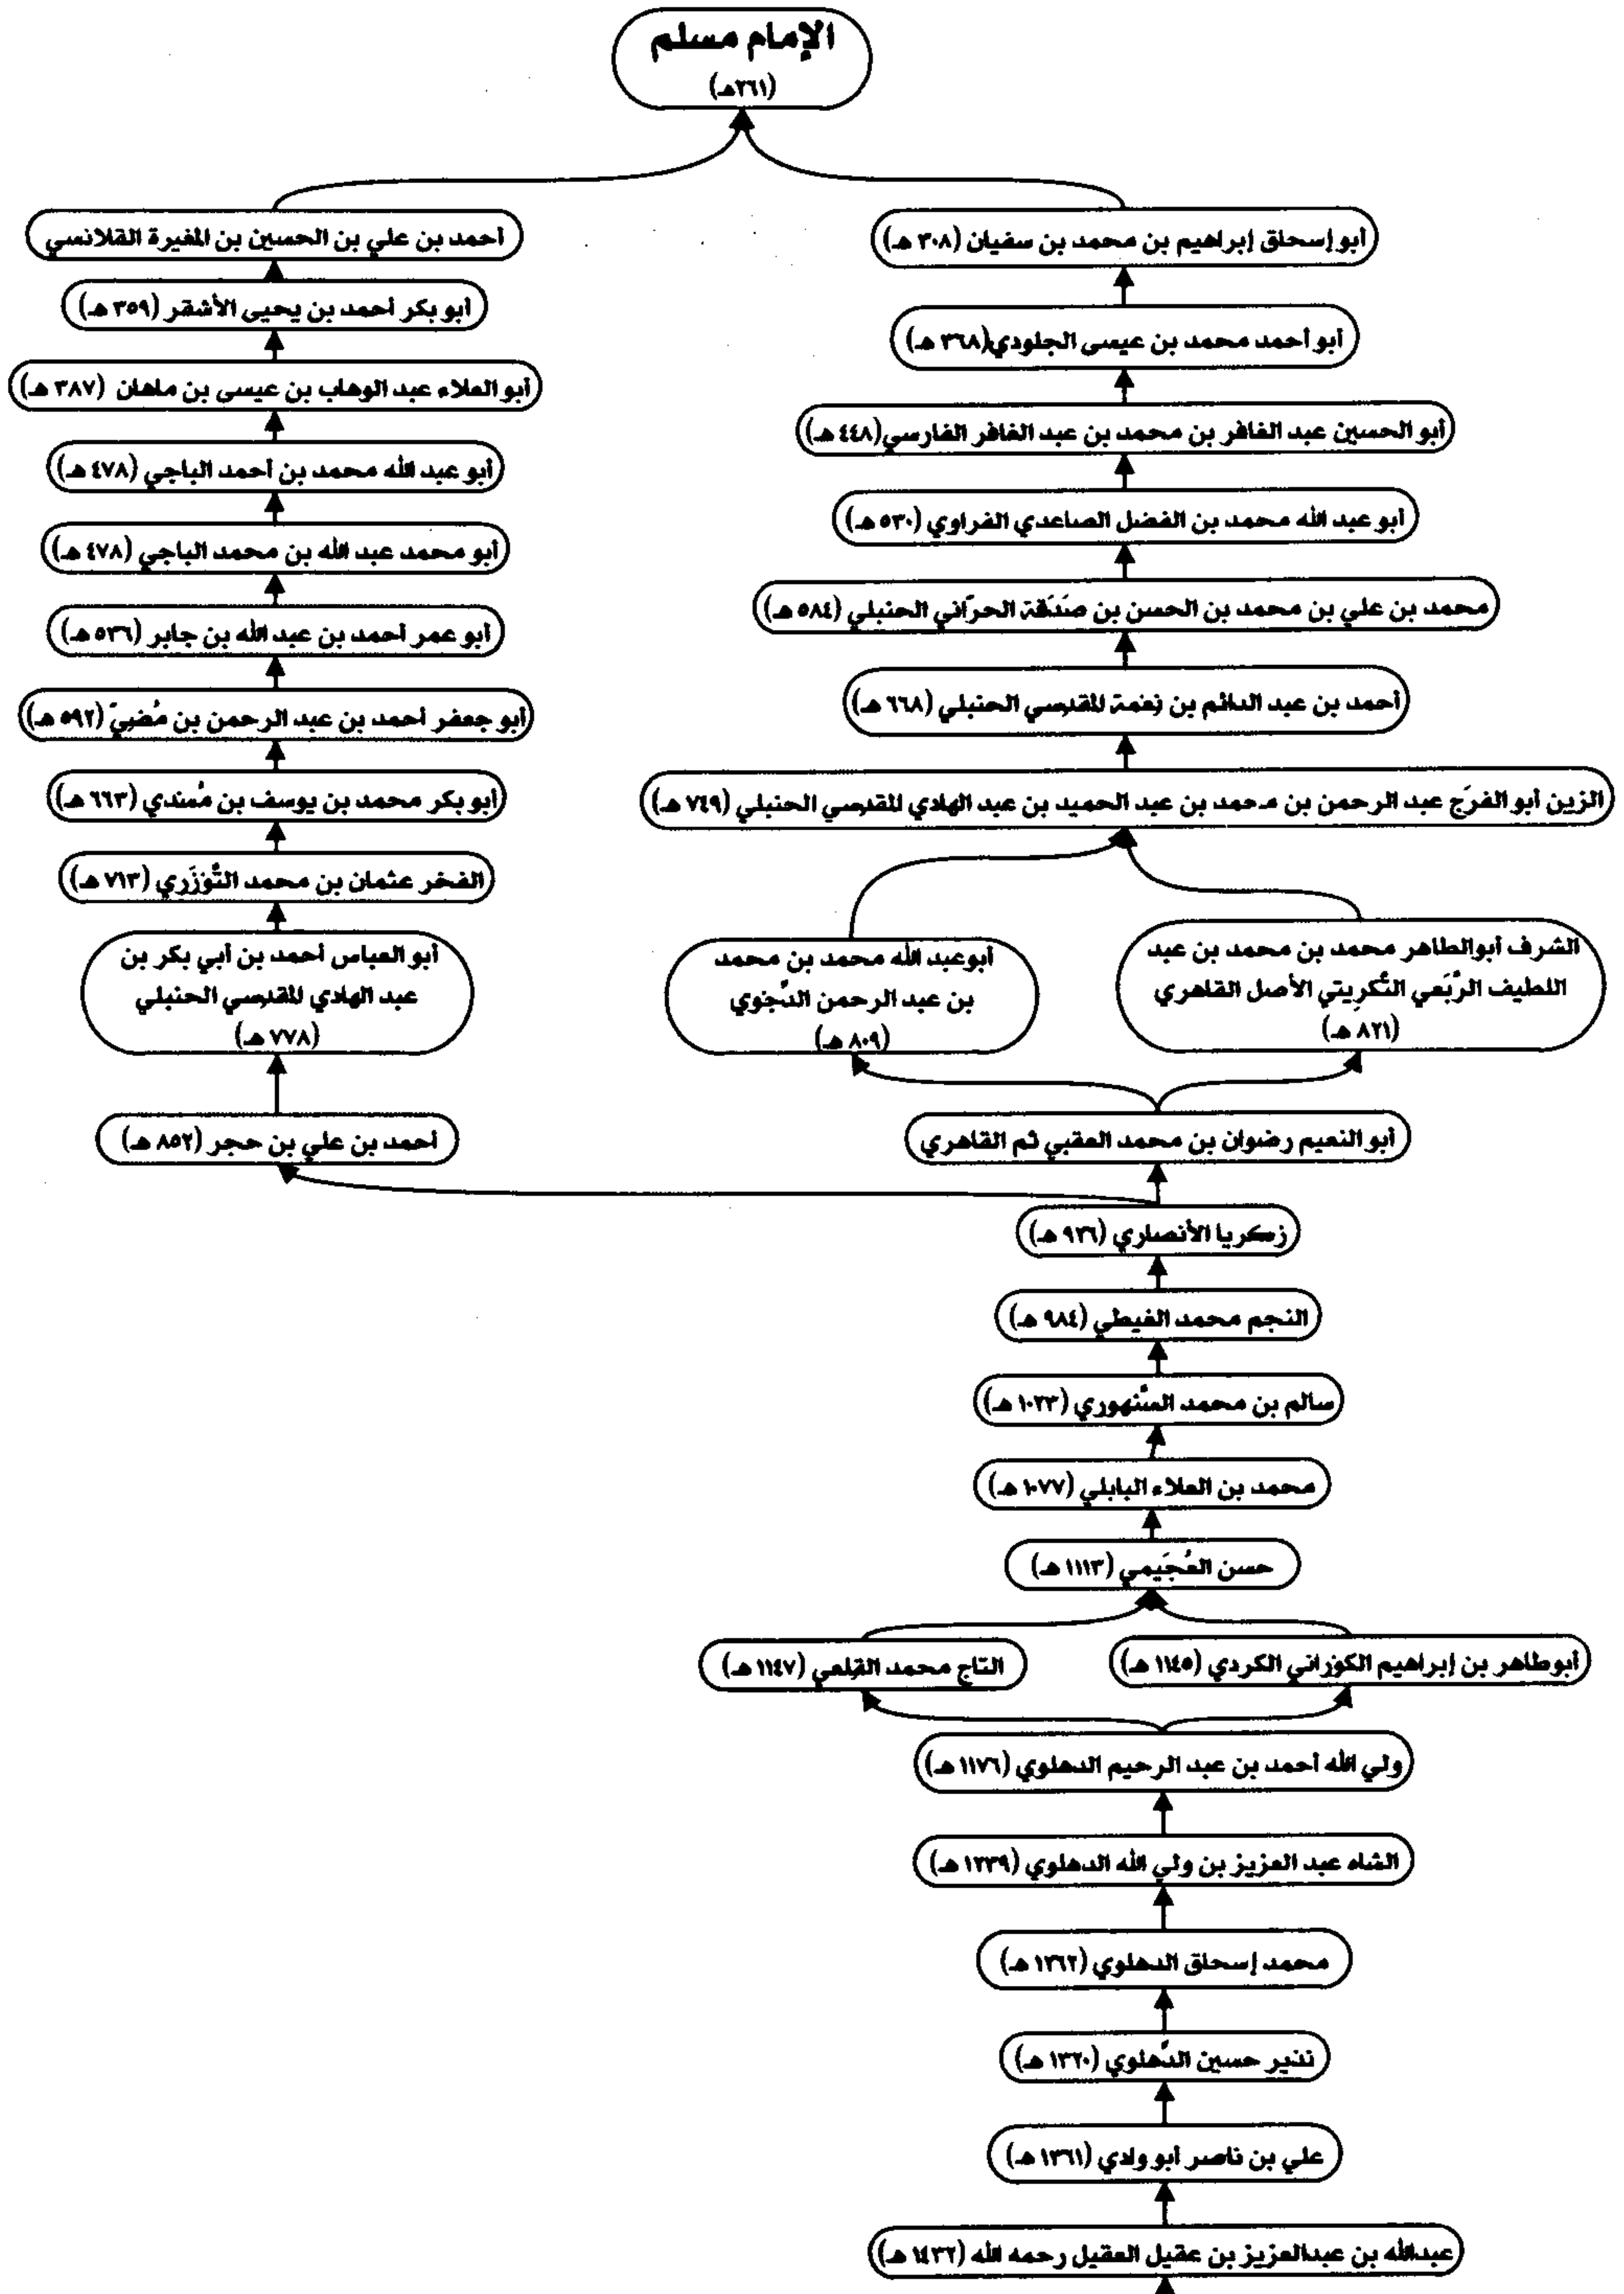 الإمام مسلم
(٢٦١هـ)
أبو إسحاق إبراهيم بن محمد بن سفيان (٣٠٨ هـ)
أبو أحمد محمد بن عيسى الجلودي(٣٦٨ هـ)
أبو الحسين عبد الغافر بن محمد بن عبد الغافر الفارسي(٤٤٨ هـ)
أبو عبد الله محمد بن الفضل الصاعدي الفراوي (٥٣٠ هـ)
محمد بن علي بن محمد بن الحسن بن صَدَقة الحرّاني الحنبلي (٥٨٤ هـ)
أحمد بن عبد الدائم بن نِعْمة المقدسي الحنبلي (٦٦٨ هـ)
الزين أبو الفرَج عبد الرحمن بن محمد بن عبد الحميد بن عبد الهادي المقدسي الحنبلي (٧٤٩ هـ)
الشرف أبوالطاهر محمد بن محمد بن عبد
اللطيف الرَّبَعي التَّكرِيتي الأصل القاهري
(٨٢١ هـ)
أبوعبد الله محمد بن محمد
بن عبد الرحمن الدِّجْوي
(٨٠٩ هـ)
أبو النعيم رضوان بن محمد العقبي ثم القاهري
أحمد بن علي بن الحسين بن المغيرة القلانسي
أبو بكر أحمد بن يحيى الأشقر (٣٥٩ هـ)
أبو العلاء عبد الوهاب بن عيسى بن ماهان (٣٨٧ هـ)
أبو عبد الله محمد بن أحمد الباجي (٤٧٨ هـ)
أبو محمد عبد الله بن محمد الباجي (٤٧٨ هـ)
أبو عمر أحمد بن عبد الله بن جابر (٥٣٦ هـ)
أبو جعفر أحمد بن عبد الرحمن بن مُضيّ (٥٩٢ هـ)
أبو بكر محمد بن يوسف بن مُسندي (٦٦٣ هـ)
الفخر عثمان بن محمد التَّوْزَري (٧١٣ هـ)
أبو العباس أحمد بن أبي بكر بن
عبد الهادي المقدسي الحنبلي
(٧٧٨ هـ)
أحمد بن علي بن حجر (٨٥٢ هـ)
زكريا الأنصاري (٩٢٦ هـ)
النجم محمد الغيطي (٩٨٤ هـ)
سالم بن محمد السَّنهوري (١٠٢٣ هـ)
محمد بن العلاء البابلي (١٠٧٧ هـ)
حسن العُجَيمي (١١١٣ هـ)
أبوطاهر بن إبراهيم الكوراني الكردي (١١٤٥ هـ)
التاج محمد القِلعي (١١٤٧ هـ)
ولي الله أحمد بن عبد الرحيم الدهلوي (١١٧٦ هـ)
الشاه عبد العزيز بن ولي الله الدهلوي (١٢٣٩ هـ)
محمد إسحاق الدهلوي (١٣٦٢ هـ)
نذير حسين الدِّهلوي (١٣٢٠ هـ)
علي بن ناصر أبو وادي (١٣٦١ هـ)
عبدالله بن عبدالعزيز بن عقيل العقيل رحمه الله (١٤٣٢ هـ)